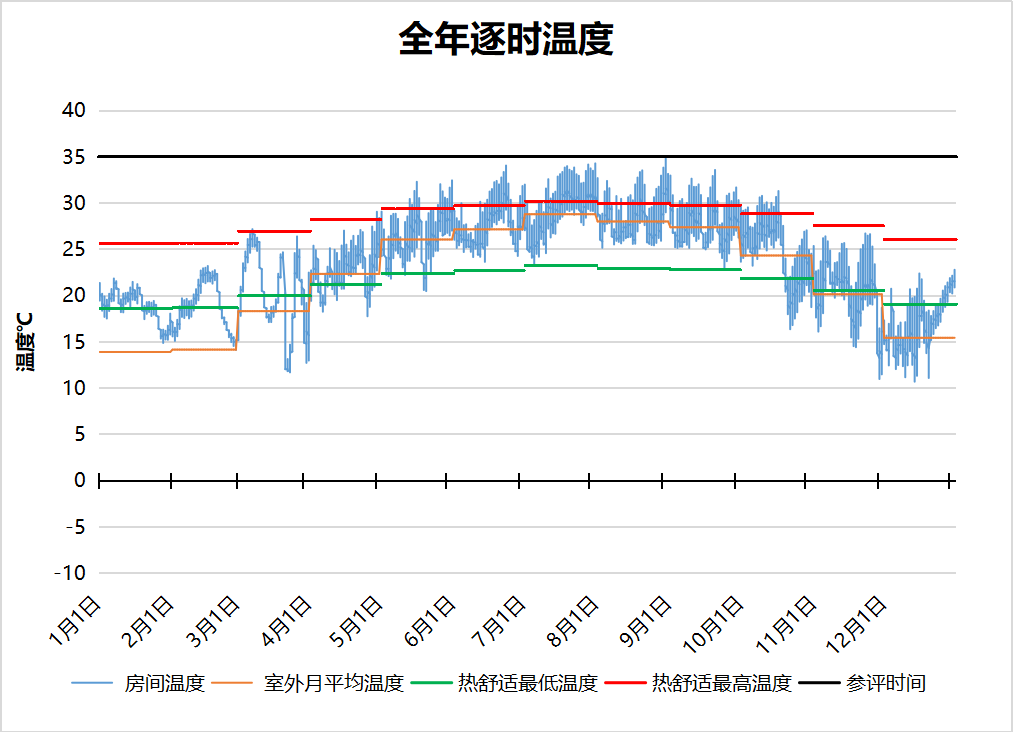 全年逐时温度
40
35
30
25
20
15
10
5
0
-5
-10
温度℃
1月1日
2月1日
3月1日
4月1日
5月1日
6月1日
7月1日
8月1日
9月1日
10月1日
11月1日
12月1日
房间温度 室外月平均温度 热舒适最低温度 热舒适最高温度 参评时间